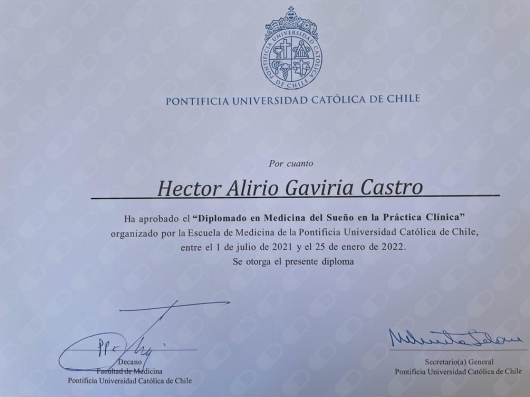 PONTIFICIA UNIVERSIDAD CATÓLICA DE CHILE
Por cuanto
Hector Alirio Gaviria Castro
Ha aprobado el “Diplomado en Medicina del Sueño en la Práctica Clínica”
organizado por la Escuela de Medicina de la Pontificia Universidad Católica de Chile,
entre el 1 de julio de 2021 y el 25 de enero de 2022.
Se otorga el presente diploma
Decano
Facultad de Medicina
Pontificia Universidad Católica de Chile
Secretario(a) General
Pontificia Universidad Católica de Chile